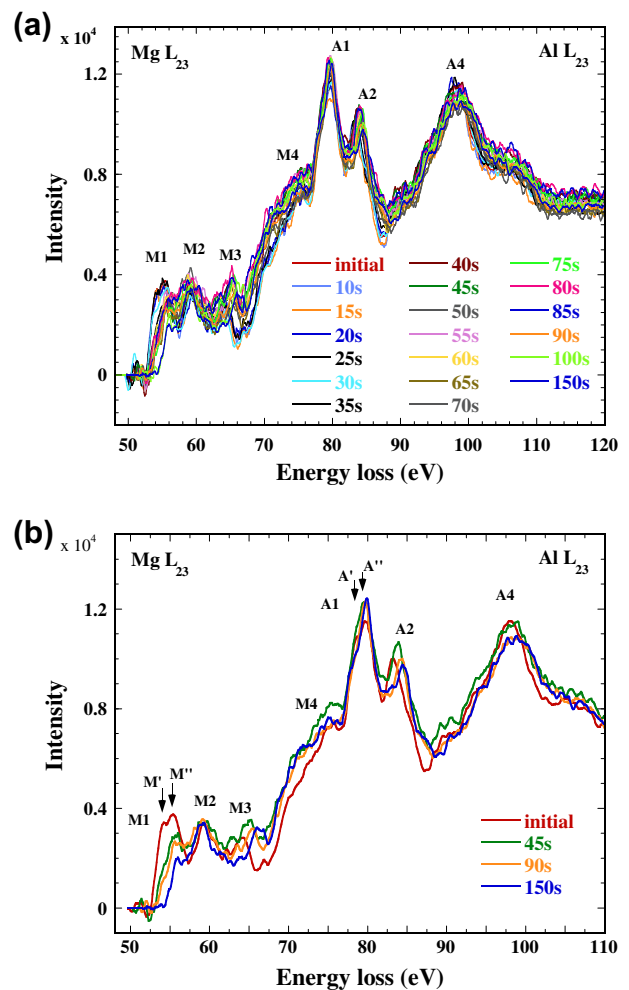 (a)
x 10⁴
Mg L₂₃
A1
Al L₂₃
A4
A2
M4
M1
M2
M3
1.2
0.8
0.4
0
Intensity
initial
10s
15s
20s
25s
30s
35s
40s
45s
50s
55s
60s
65s
70s
75s
80s
85s
90s
100s
150s
50 60 70 80 90 100 110 120
Energy loss (eV)
(b)
x 10⁴
Mg L₂₃
Al L₂₃
A' A''
A1
A4
A2
M4
M' M''
M1
M2
M3
1.2
0.8
0.4
0
Intensity
initial
45s
90s
150s
50 60 70 80 90 100 110
Energy loss (eV)